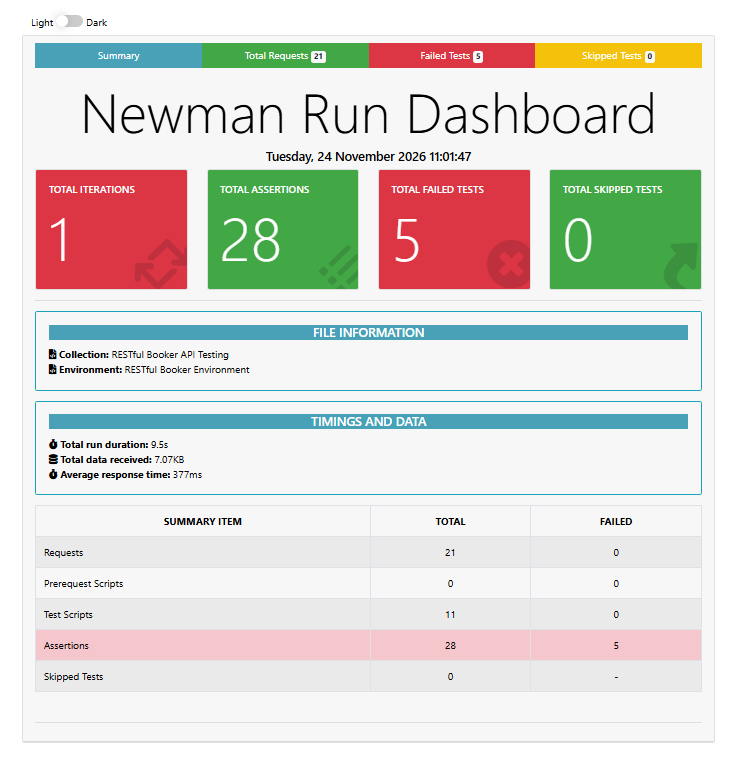 Light Dark
Summary Total Requests 21 Failed Tests 5 Skipped Tests 0
Newman Run Dashboard
Tuesday, 24 November 2026 11:01:47
TOTAL ITERATIONS TOTAL ASSERTIONS TOTAL FAILED TESTS TOTAL SKIPPED TESTS
1 28 5 0
FILE INFORMATION
Collection: RESTful Booker API Testing
Environment: RESTful Booker Environment
TIMINGS AND DATA
Total run duration: 9.5s
Total data received: 7.07KB
Average response time: 377ms
SUMMARY ITEM TOTAL FAILED
Requests 21 0
Prerequest Scripts 0 0
Test Scripts 11 0
Assertions 28 5
Skipped Tests 0 -